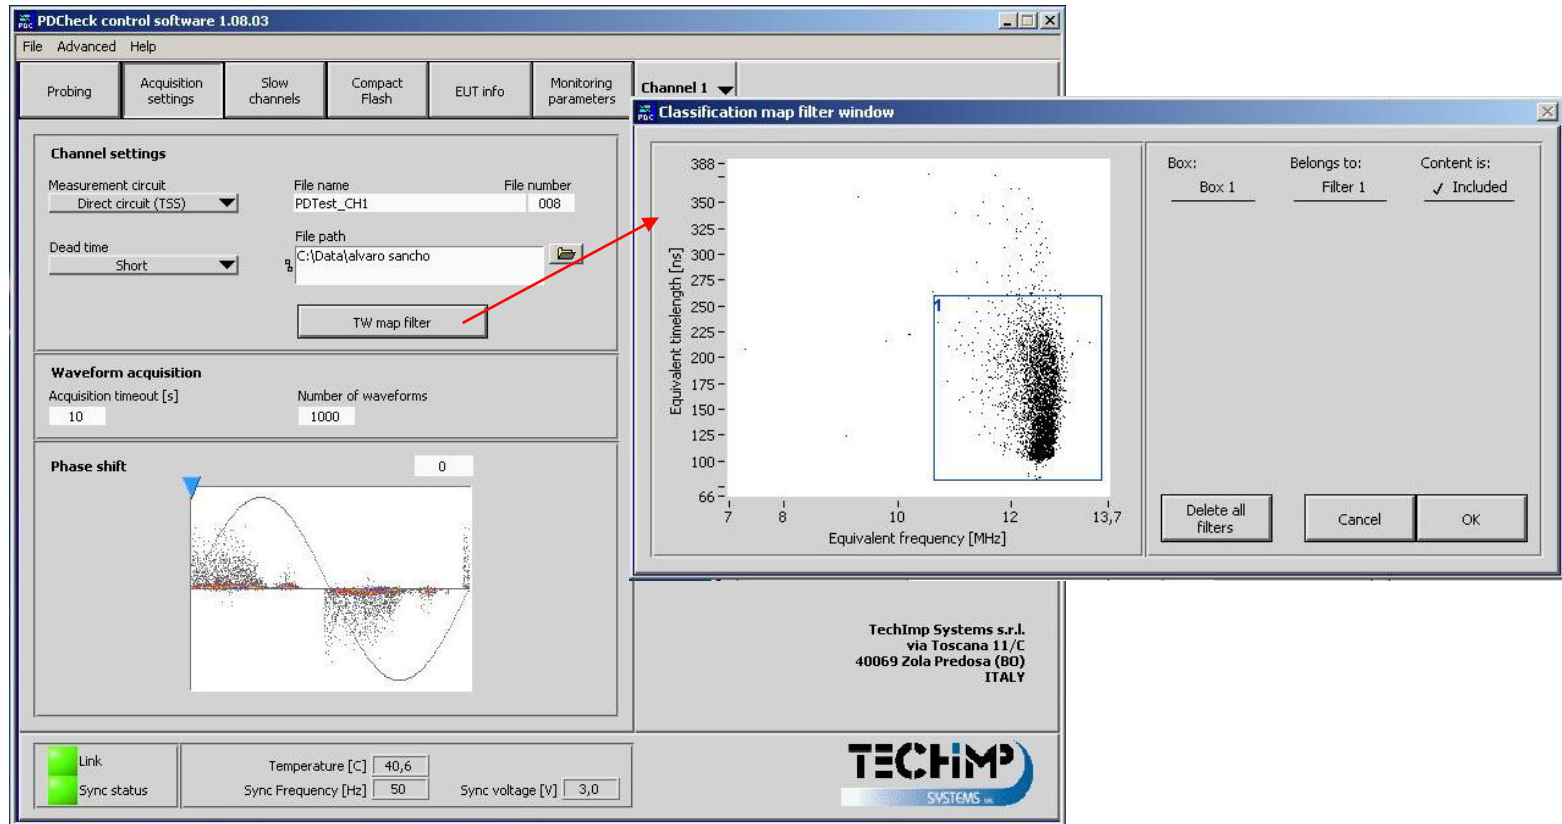 PDCheck control software 1.08.03
File Advanced Help
Probing
Acquisition
settings
Slow
channels
Compact
Flash
EUT info
Monitoring
parameters
Channel 1
Channel settings
Measurement circuit
Direct circuit (TSS)
File name
PDTest_CH1
File number
008
Dead time
Short
File path
C:\Data\alvaro sancho
TW map filter
Waveform acquisition
Acquisition timeout [s]
10
Number of waveforms
1000
Phase shift
0
Classification map filter window
388
350
325
300
275
250
225
200
175
150
125
100
66
Equivalent timelength [ns]
1
7 8 10 12 13,7
Equivalent frequency [MHz]
Box: Belongs to: Content is:
Box 1 Filter 1 ✓ Included
Delete all
filters
Cancel
OK
TechImp Systems s.r.l.
via Toscana 11/C
40069 Zola Predosa (BO)
ITALY
Link
Sync status
Temperature [C] 40,6
Sync Frequency [Hz] 50
Sync voltage [V] 3,0
TECHIMP
SYSTEMS